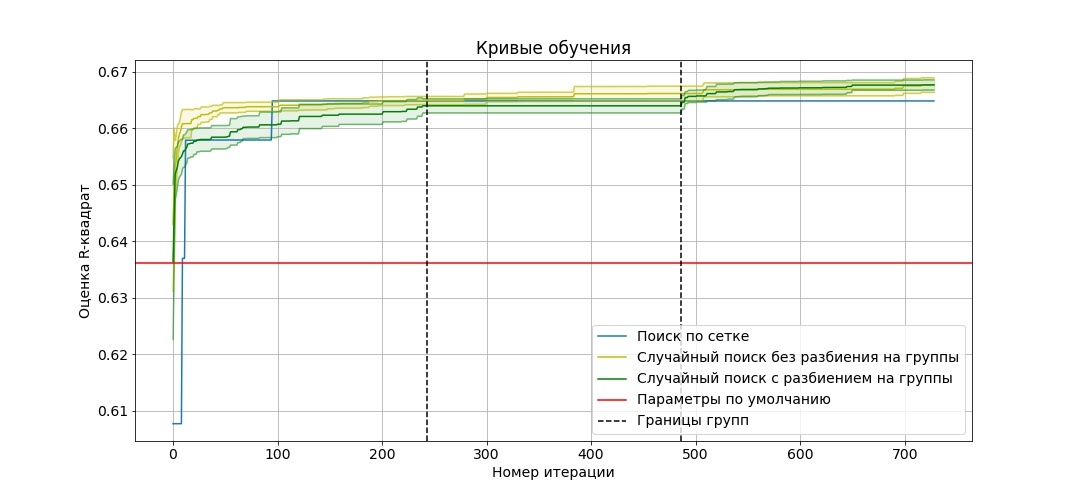 Кривые обучения
Оценка R-квадрат
0.67
0.66
0.65
0.64
0.63
0.62
0.61
0
100
200
300
400
500
600
700
Номер итерации
Поиск по сетке
Случайный поиск без разбиения на группы
Случайный поиск с разбиением на группы
Параметры по умолчанию
Границы групп